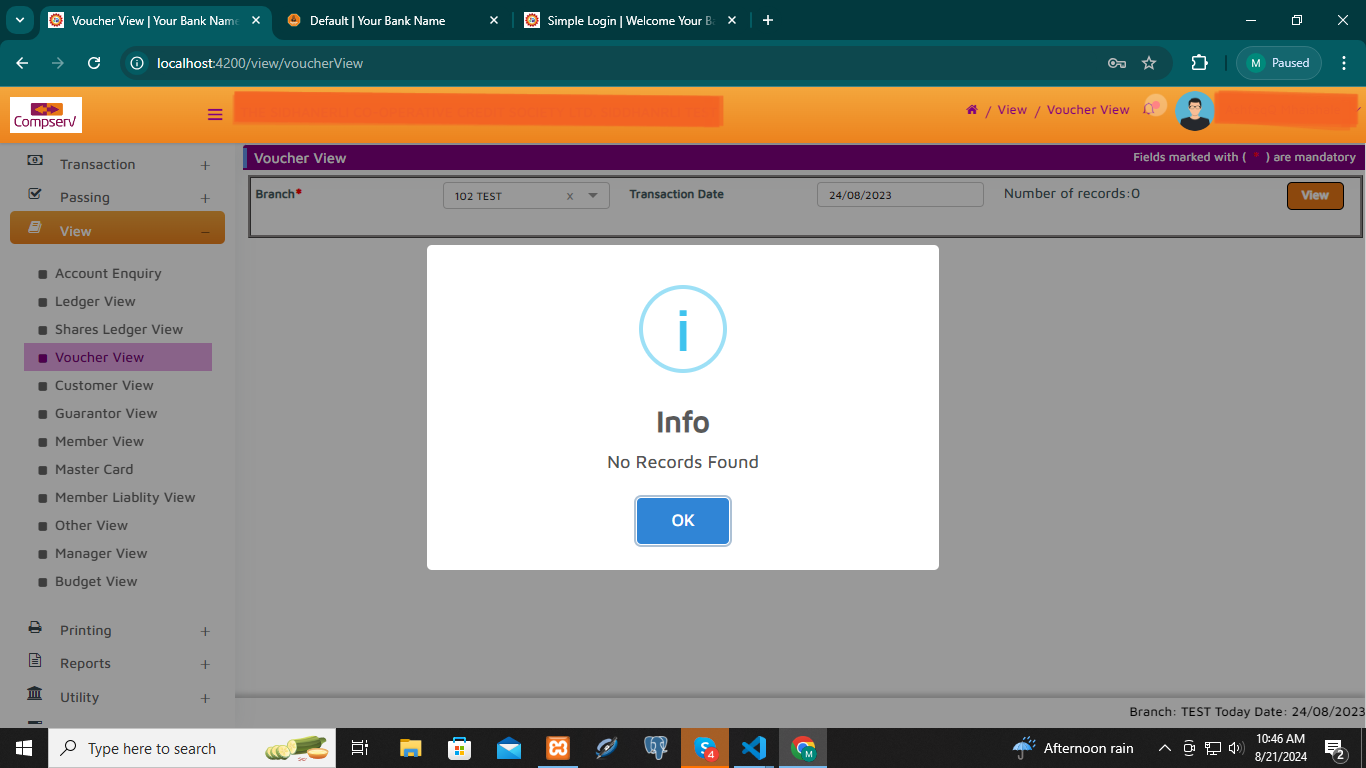 Voucher View | Your Bank Name
Default | Your Bank Name
Simple Login | Welcome Your B
localhost:4200/view/voucherView
M Paused
CompserV
/ View / Voucher View
Transaction +
Passing +
View –
Account Enquiry
Ledger View
Shares Ledger View
Voucher View
Customer View
Guarantor View
Member View
Master Card
Member Liablity View
Other View
Manager View
Budget View
Printing +
Reports +
Utility +
Voucher View
Fields marked with ( * ) are mandatory
Branch* 102 TEST x Transaction Date 24/08/2023 Number of records:0 View
i
Info
No Records Found
OK
Branch: TEST Today Date: 24/08/2023
Type here to search
4
M
Afternoon rain
10:46 AM
8/21/2024
2